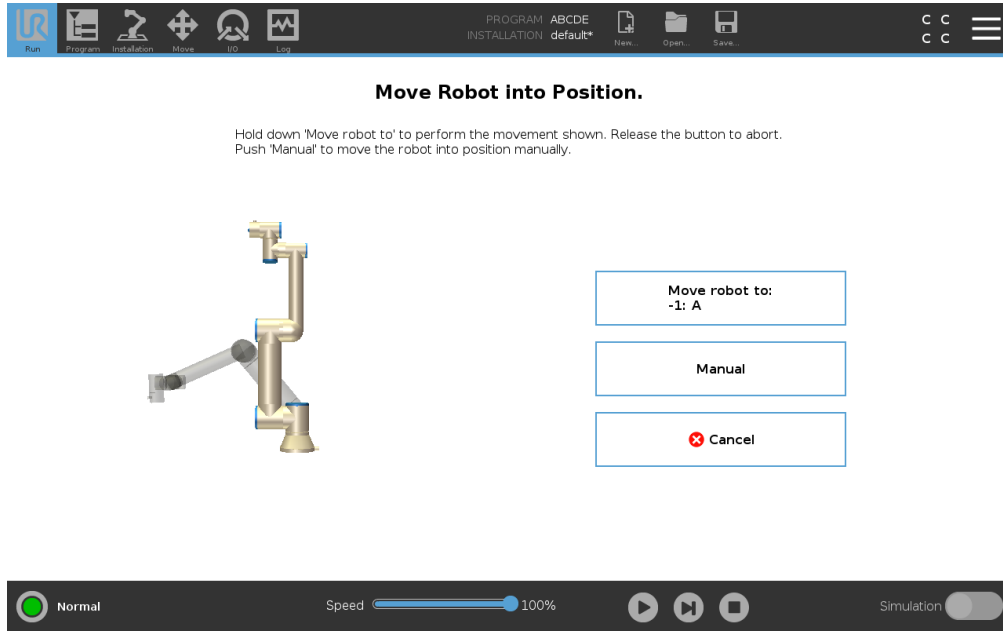 UR
Run
Program
Installation
Move
I/O
Log
PROGRAM ABCDE
INSTALLATION default*
New...
Open...
Save...
C C
C C
Move Robot into Position.
Hold down 'Move robot to' to perform the movement shown. Release the button to abort.
Push 'Manual' to move the robot into position manually.
Move robot to:
-1: A
Manual
Cancel
Normal
Speed
100%
Simulation